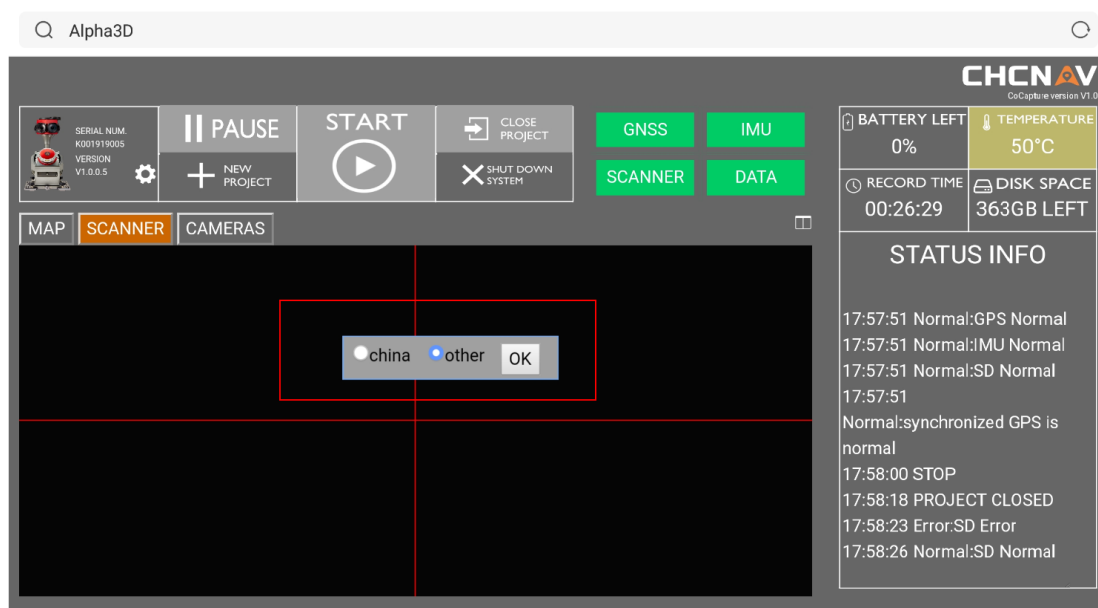 Alpha3D
CHCNAV
CoCapture version V1.0
SERIAL NUM.
K001919005
VERSION
V1.0.0.5
PAUSE
NEW
PROJECT
START
CLOSE
PROJECT
SHUT DOWN
SYSTEM
GNSS
IMU
SCANNER
DATA
BATTERY LEFT
0%
TEMPERATURE
50°C
RECORD TIME
00:26:29
DISK SPACE
363GB LEFT
MAP
SCANNER
CAMERAS
china
other
OK
STATUS INFO
17:57:51 Normal:GPS Normal
17:57:51 Normal:IMU Normal
17:57:51 Normal:SD Normal
17:57:51
Normal:synchronized GPS is
normal
17:58:00 STOP
17:58:18 PROJECT CLOSED
17:58:23 Error:SD Error
17:58:26 Normal:SD Normal